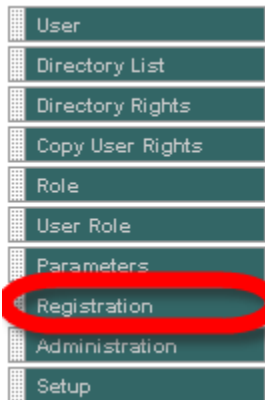 User
Directory List
Directory Rights
Copy User Rights
Role
User Role
Parameters
Registration
Administration
Setup